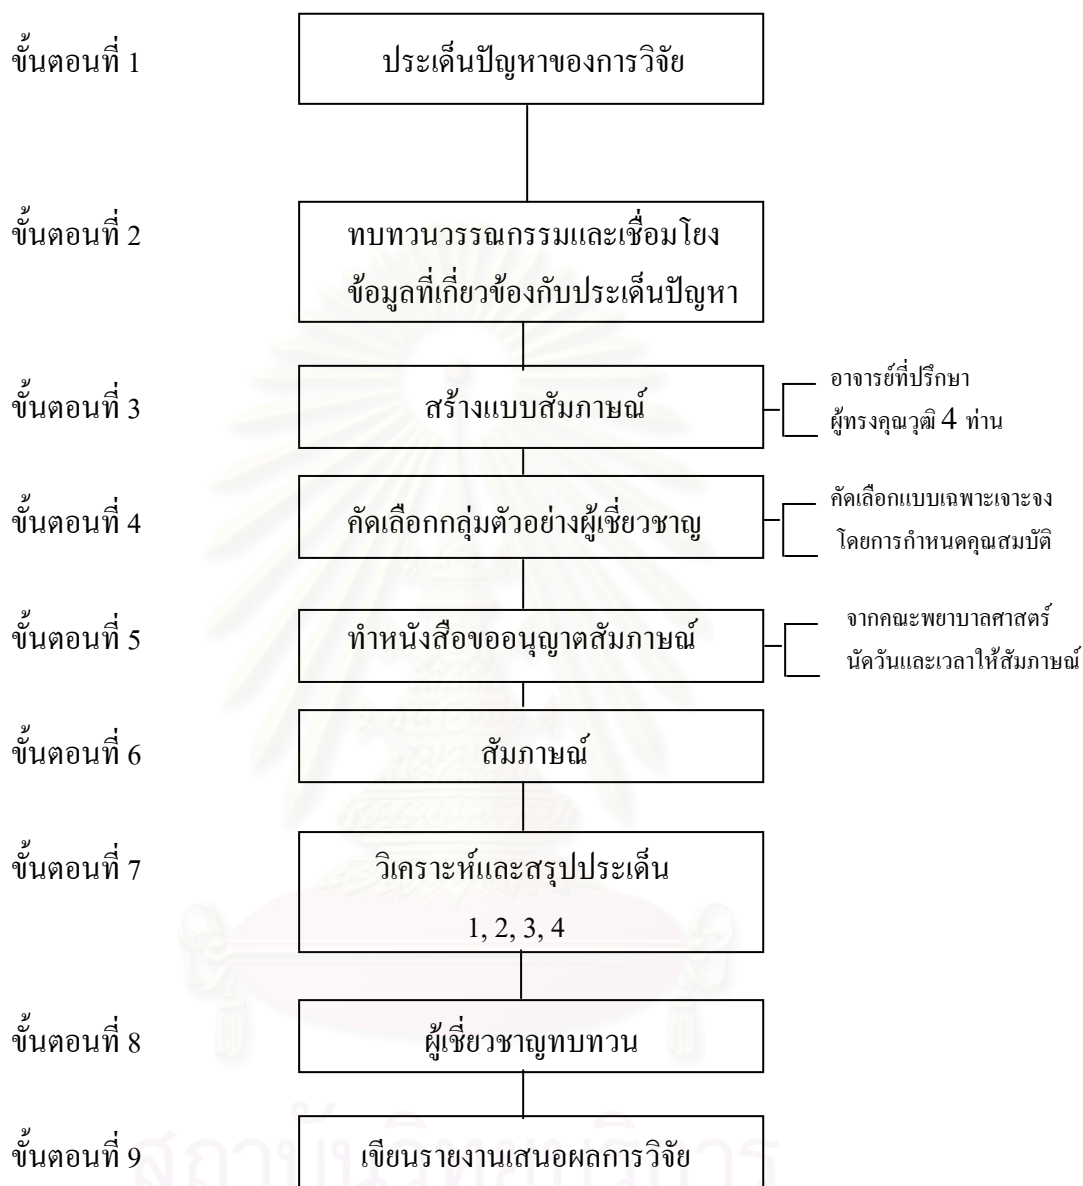 ขั้นตอนที่ 1
ประเด็นปัญหาของการวิจัย
ขั้นตอนที่ 2
ทบทวนวรรณกรรมและเชื่อมโยง
ข้อมูลที่เกี่ยวข้องกับประเด็นปัญหา
ขั้นตอนที่ 3
สร้างแบบสัมภาษณ์
อาจารย์ที่ปรึกษา
ผู้ทรงคุณวุฒิ 4 ท่าน
ขั้นตอนที่ 4
คัดเลือกกลุ่มตัวอย่างผู้เชี่ยวชาญ
คัดเลือกแบบเฉพาะเจาะจง
โดยการกำหนดคุณสมบัติ
ขั้นตอนที่ 5
ทำหนังสือขออนุญาตสัมภาษณ์
จากคณะพยาบาลศาสตร์
นัดวันและเวลาให้สัมภาษณ์
ขั้นตอนที่ 6
สัมภาษณ์
ขั้นตอนที่ 7
วิเคราะห์และสรุปประเด็น
1, 2, 3, 4
ขั้นตอนที่ 8
ผู้เชี่ยวชาญทบทวน
ขั้นตอนที่ 9
เขียนรายงานเสนอผลการวิจัย
สถาบันวิทยบริการ